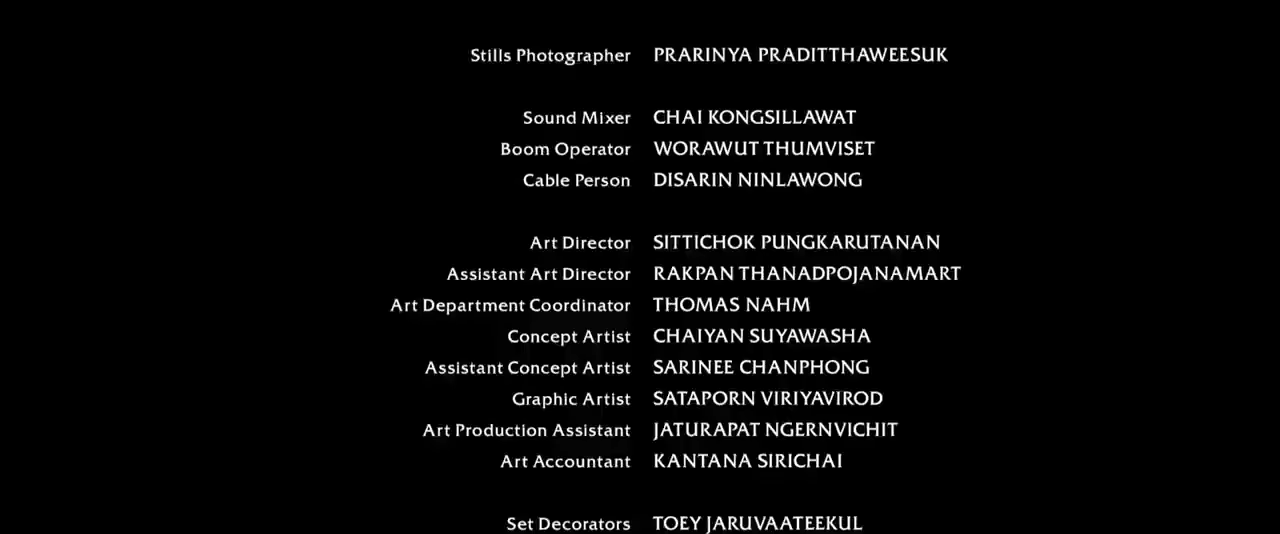 Stills Photographer PRARINYA PRADITTHAWEESUK
Sound Mixer CHAI KONGSILLAWAT
Boom Operator WORAWUT THUMVISET
Cable Person DISARIN NINLAWONG
Art Director SITTICHOK PUNGKARUTANAN
Assistant Art Director RAKPAN THANADPOJANAMART
Art Department Coordinator THOMAS NAHM
Concept Artist CHAIYAN SUYAWASHA
Assistant Concept Artist SARINEE CHANPHONG
Graphic Artist SATAPORN VIRIYAVIROD
Art Production Assistant JATURAPAT NGERNVICHIT
Art Accountant KANTANA SIRICHAI
Set Decorators TOEY JARUVAATEEKUL